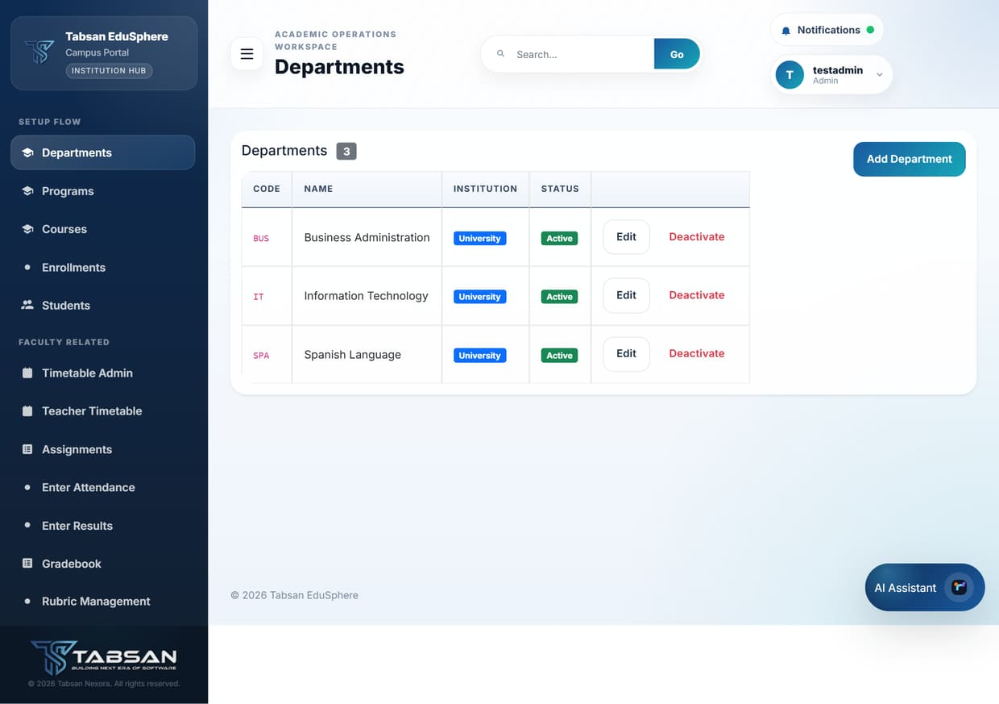 Tabsan EduSphere
Campus Portal
INSTITUTION HUB
SETUP FLOW
Departments
Programs
Courses
Enrollments
Students
FACULTY RELATED
Timetable Admin
Teacher Timetable
Assignments
Enter Attendance
Enter Results
Gradebook
Rubric Management
TABSAN
BUILDING NEXT ERA OF SOFTWARE
© 2026 Tabsan Nexora. All rights reserved.
ACADEMIC OPERATIONS
WORKSPACE
Departments
Search...
Go
Notifications
T
testadmin
Admin
Departments 3
Add Department
CODE NAME INSTITUTION STATUS
BUS Business Administration University Active Edit Deactivate
IT Information Technology University Active Edit Deactivate
SPA Spanish Language University Active Edit Deactivate
© 2026 Tabsan EduSphere
AI Assistant